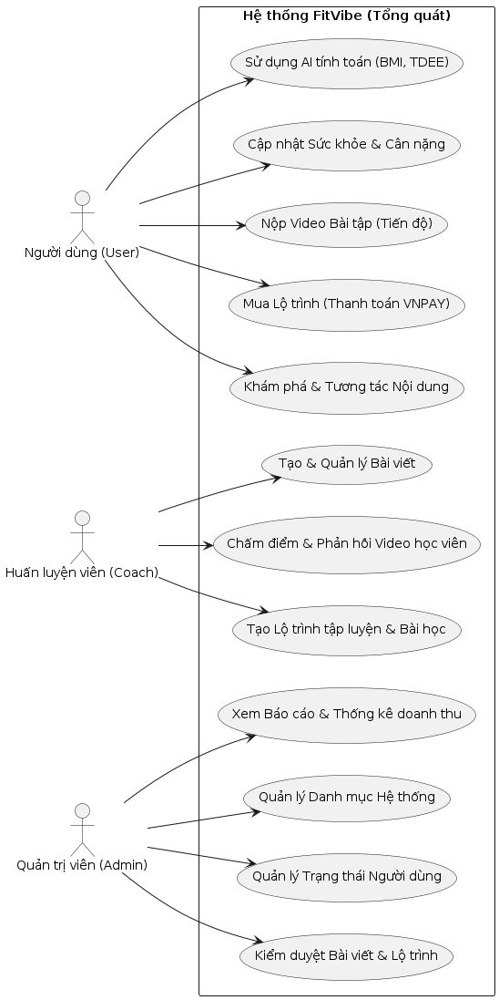 Hệ thống FitVibe (Tổng quát)
Sử dụng AI tính toán (BMI, TDEE)
Cập nhật Sức khỏe & Cân nặng
Nộp Video Bài tập (Tiến độ)
Người dùng (User)
Mua Lộ trình (Thanh toán VNPAY)
Khám phá & Tương tác Nội dung
Tạo & Quản lý Bài viết
Chấm điểm & Phản hồi Video học viên
Huấn luyện viên (Coach)
Tạo Lộ trình tập luyện & Bài học
Xem Báo cáo & Thống kê doanh thu
Quản lý Danh mục Hệ thống
Quản trị viên (Admin)
Quản lý Trạng thái Người dùng
Kiểm duyệt Bài viết & Lộ trình